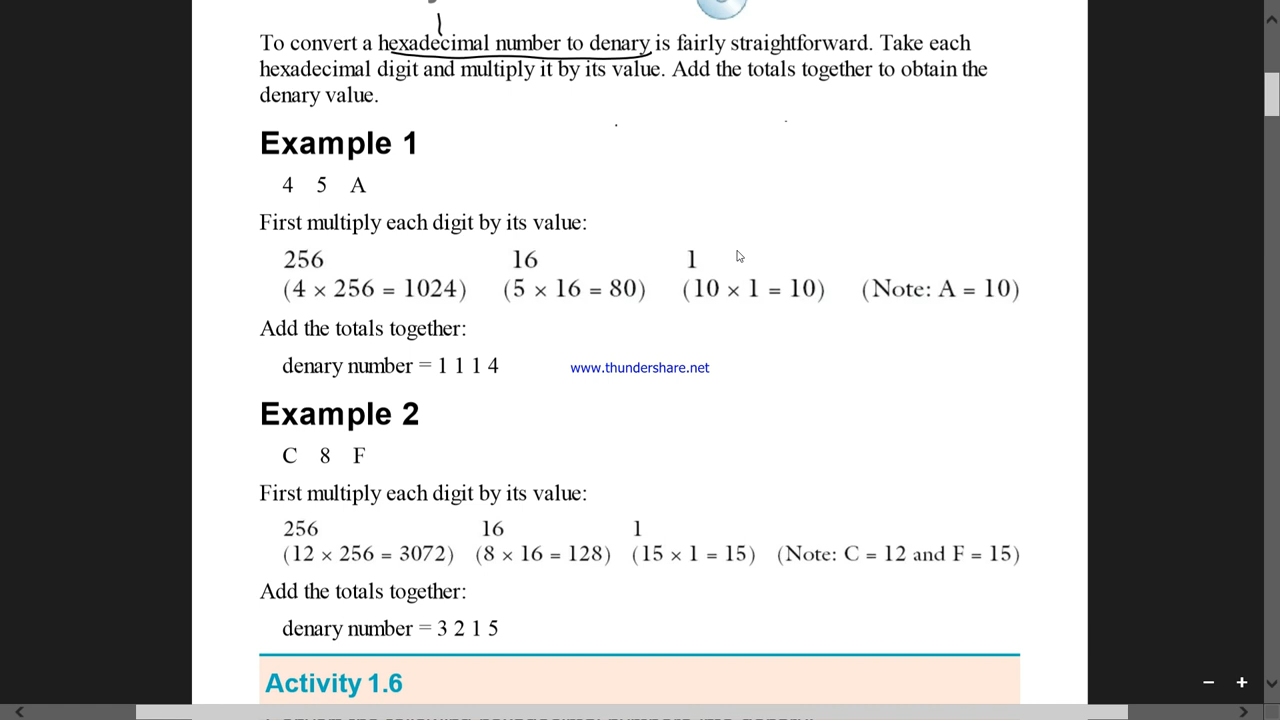 To convert a hexadecimal number to denary is fairly straightforward. Take each
hexadecimal digit and multiply it by its value. Add the totals together to obtain the
denary value.
Example 1
4 5 A
First multiply each digit by its value:
256 16 1
(4 × 256 = 1024) (5 × 16 = 80) (10 × 1 = 10) (Note: A = 10)
Add the totals together:
denary number = 1 1 1 4
www.thundershare.net
Example 2
C 8 F
First multiply each digit by its value:
256 16 1
(12 × 256 = 3072) (8 × 16 = 128) (15 × 1 = 15) (Note: C = 12 and F = 15)
Add the totals together:
denary number = 3 2 1 5
Activity 1.6